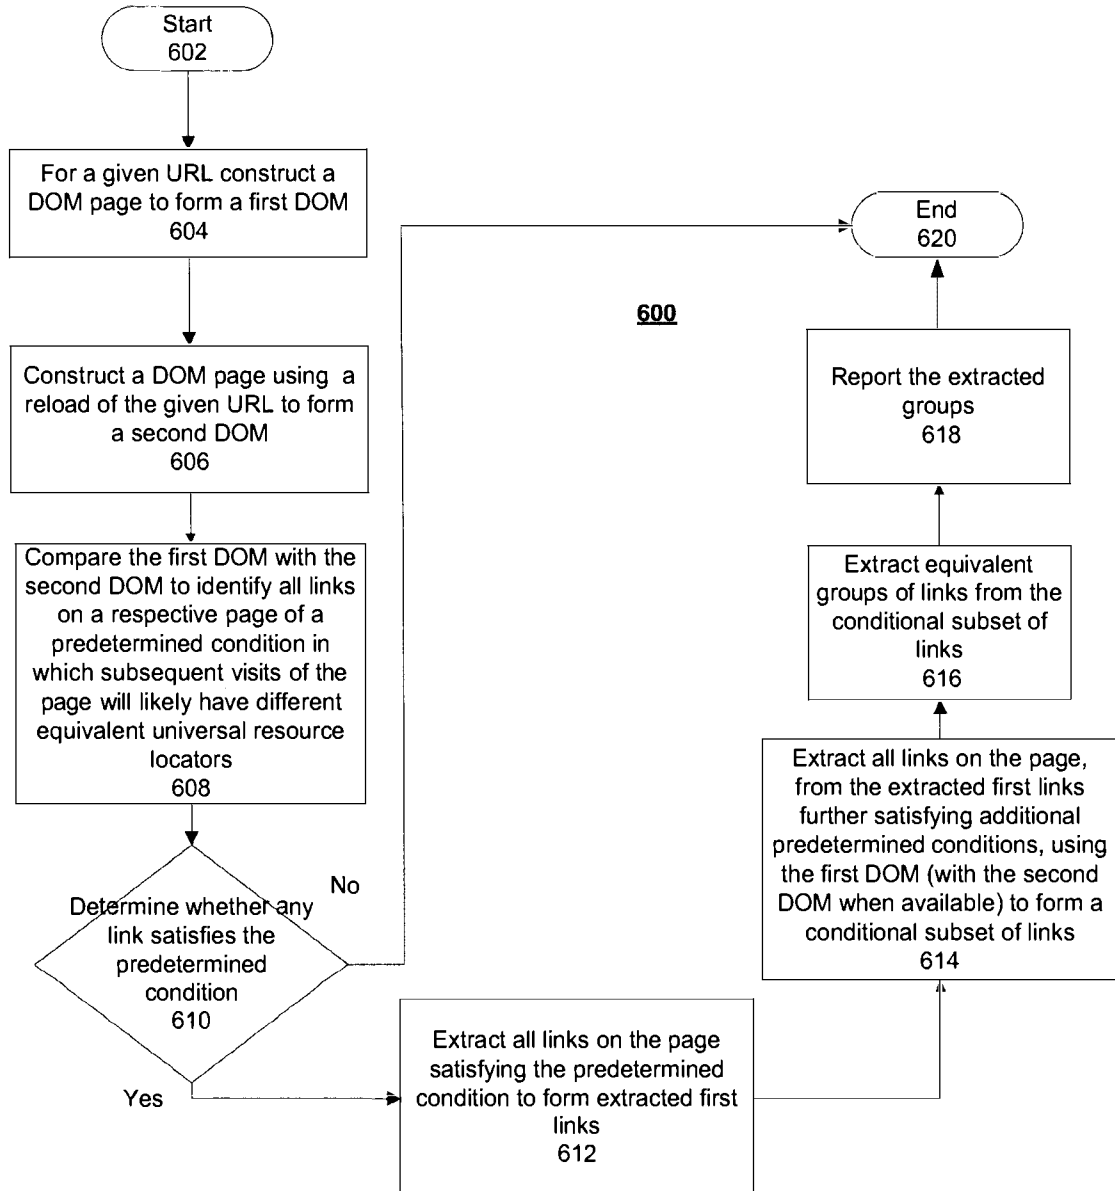 Start
602
For a given URL construct a
DOM page to form a first DOM
604
Construct a DOM page using a
reload of the given URL to form
a second DOM
606
Compare the first DOM with the
second DOM to identify all links
on a respective page of a
predetermined condition in
which subsequent visits of the
page will likely have different
equivalent universal resource
locators
608
Determine whether any
link satisfies the
predetermined
condition
610
No
Yes
Extract all links on the page
satisfying the predetermined
condition to form extracted first
links
612
Extract all links on the page,
from the extracted first links
further satisfying additional
predetermined conditions, using
the first DOM (with the second
DOM when available) to form a
conditional subset of links
614
Extract equivalent
groups of links from the
conditional subset of
links
616
Report the extracted
groups
618
End
620
600